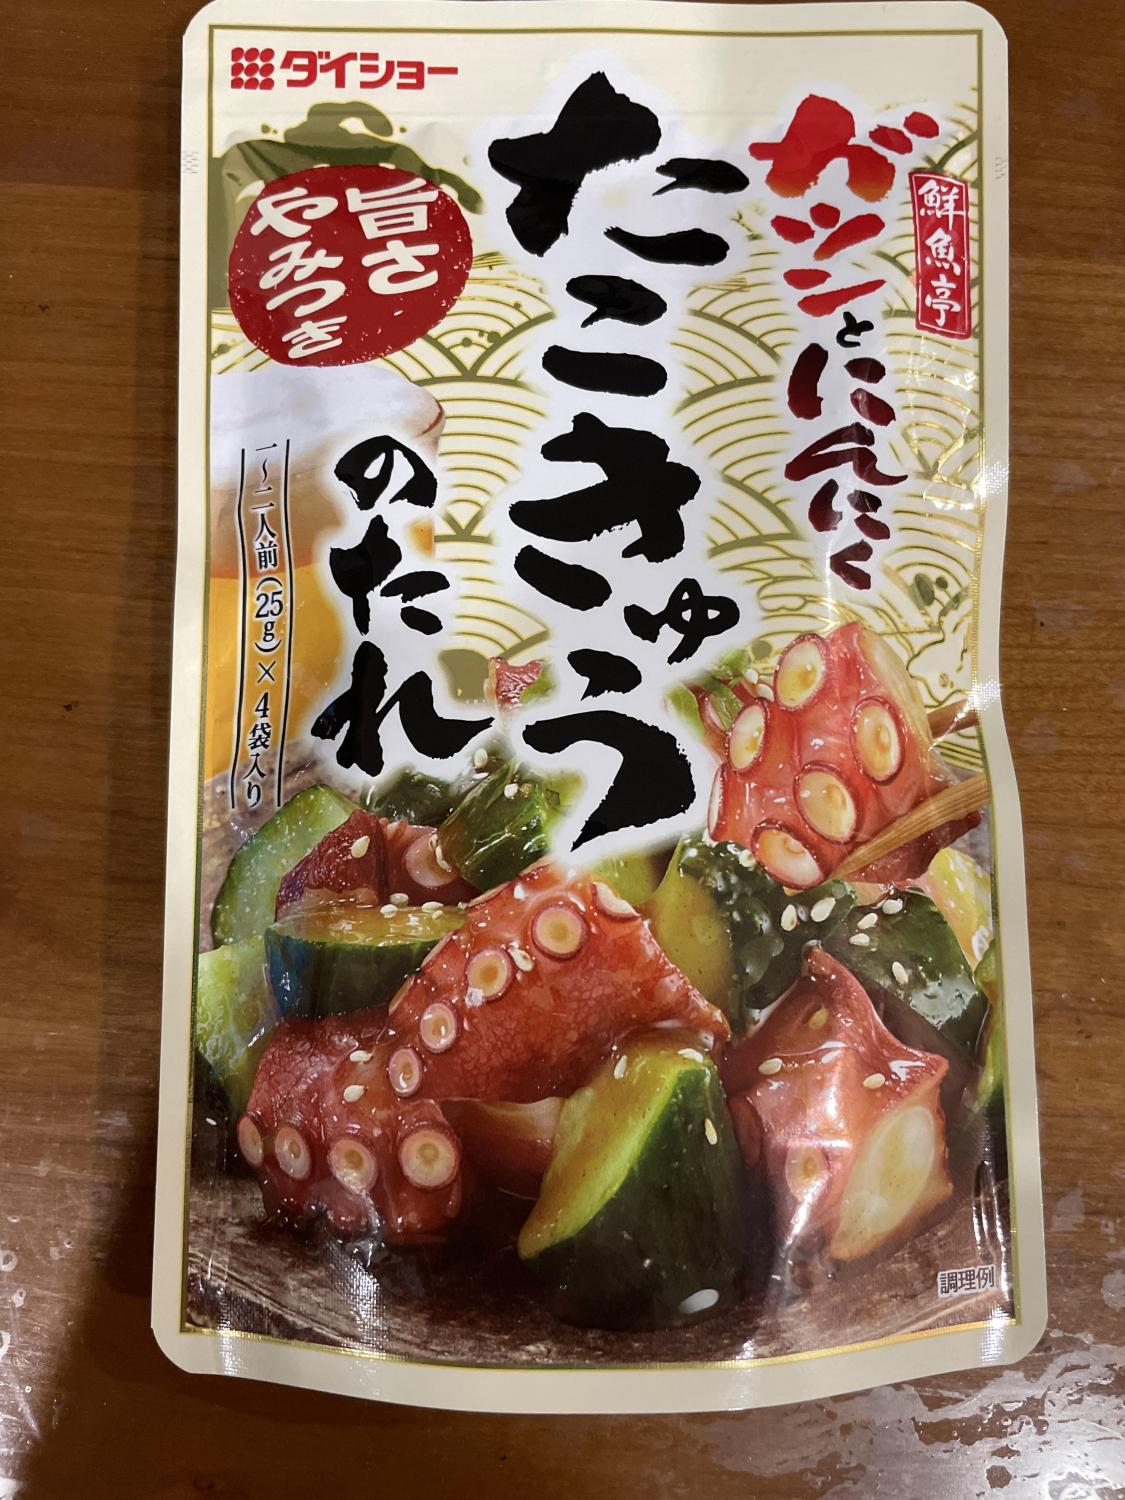 ダイショー
鮮魚亭
ガツンとにんにく
たこきゅう
のたれ
旨さ
やみつき
一〜二人前(25g)×4袋入り
調理例